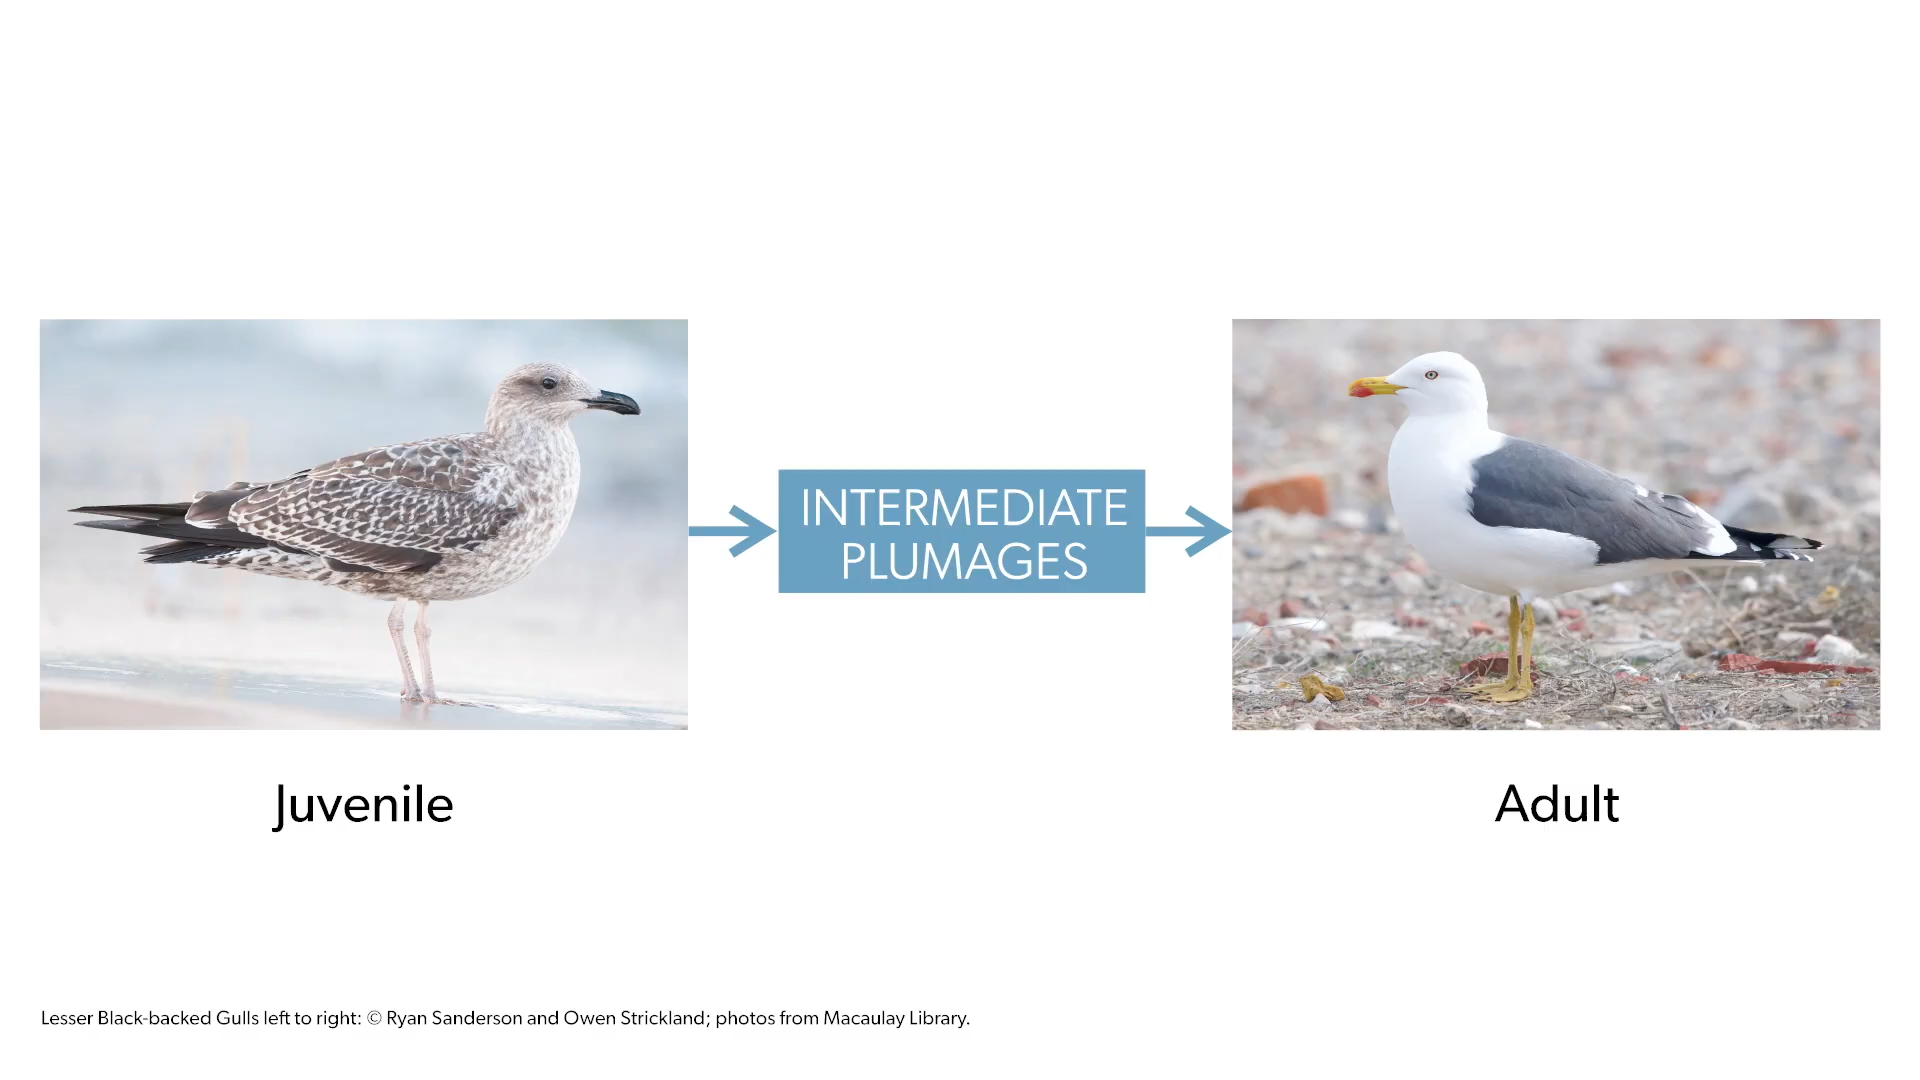 INTERMEDIATE
PLUMAGES
Juvenile
Adult
Lesser Black-backed Gulls left to right: © Ryan Sanderson and Owen Strickland; photos from Macaulay Library.